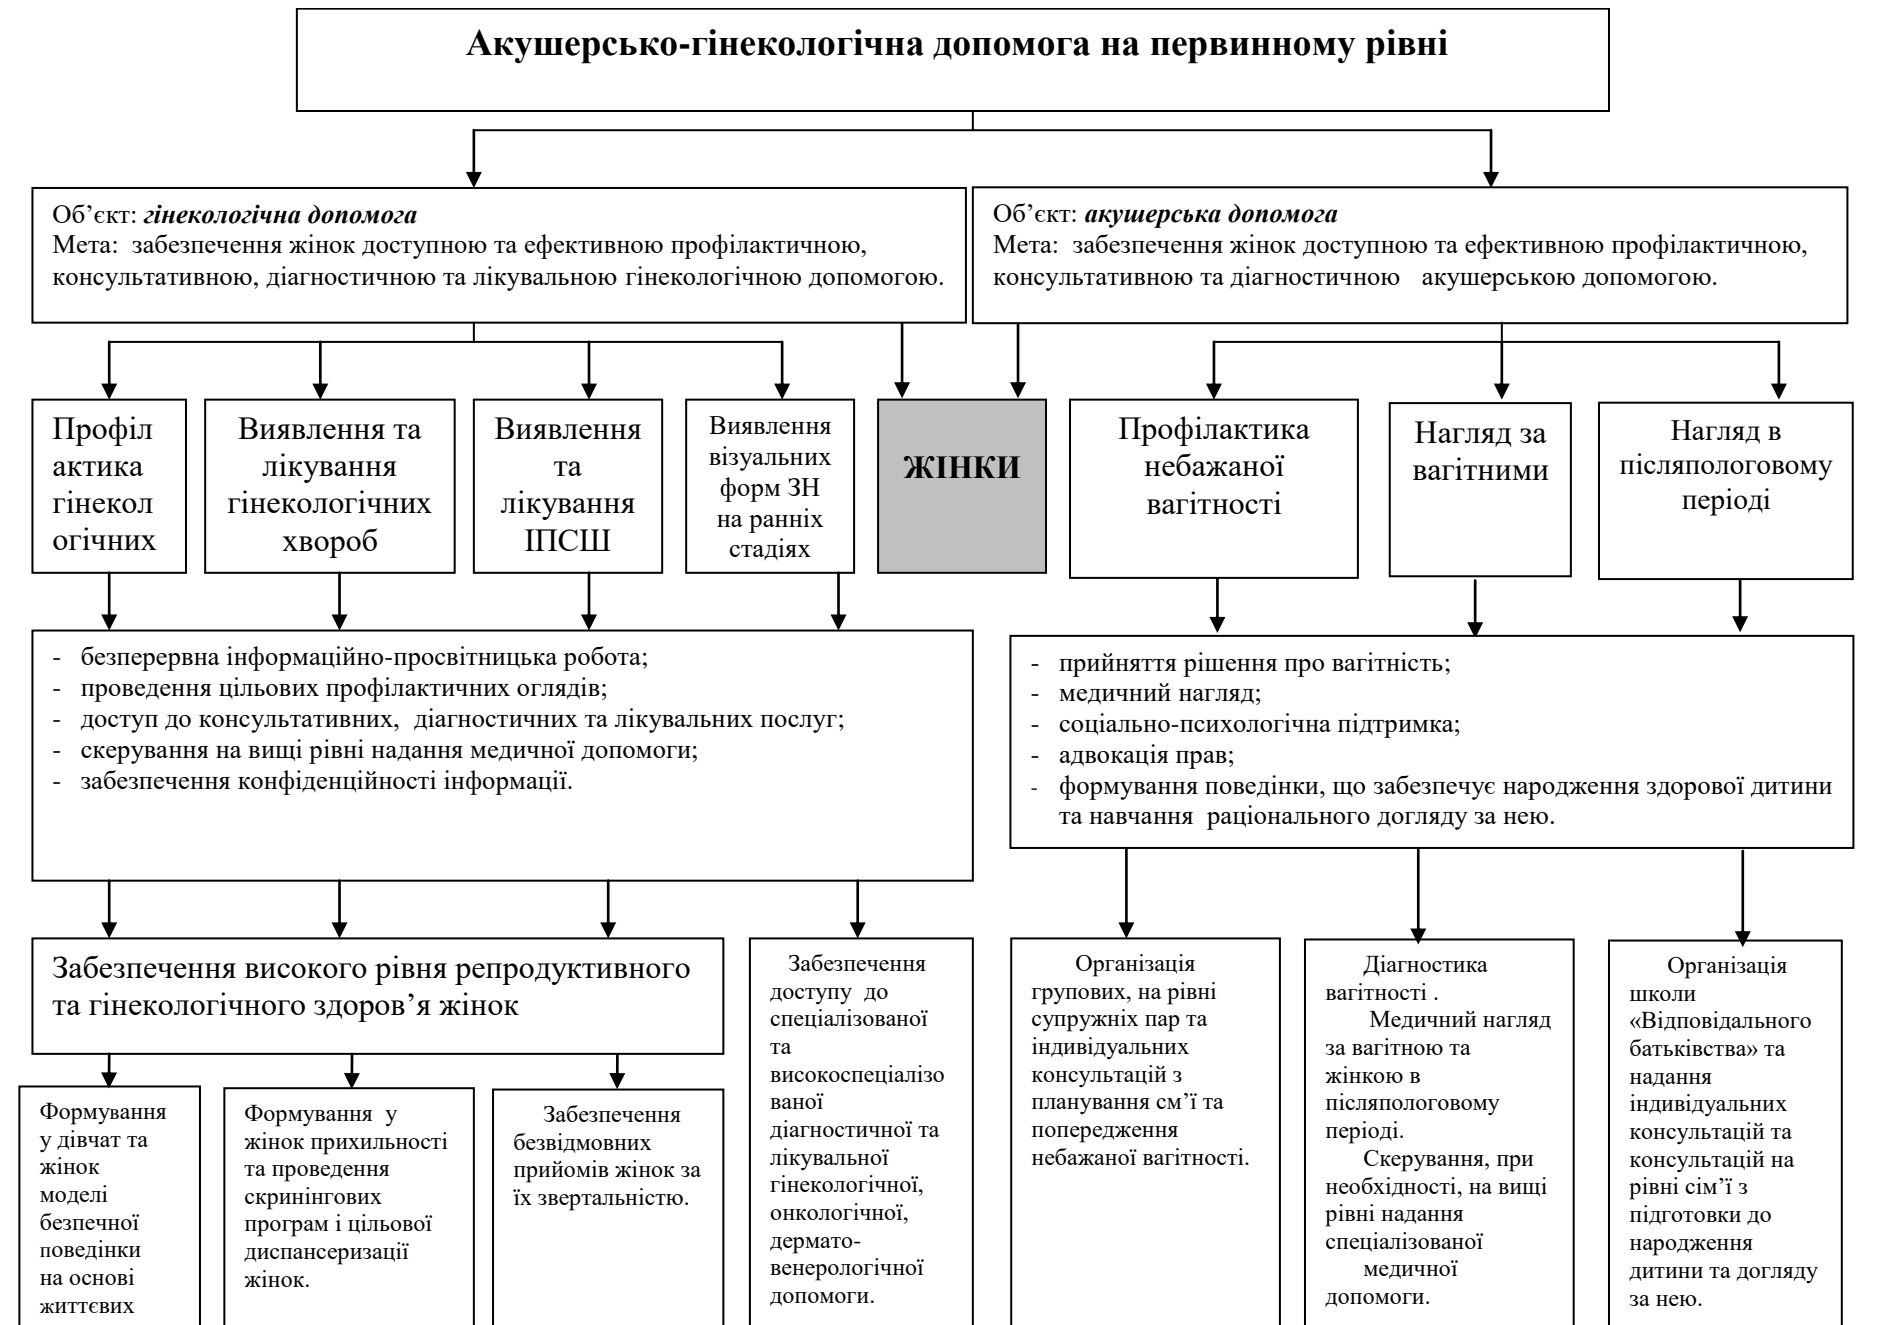 Акушерсько-гінекологічна допомога на первинному рівні
Об’єкт: гінекологічна допомога
Мета: забезпечення жінок доступною та ефективною профілактичною,
консультативною, діагностичною та лікувальною гінекологічною допомогою.
Об’єкт: акушерська допомога
Мета: забезпечення жінок доступною та ефективною профілактичною,
консультативною та діагностичною акушерською допомогою.
Профіл
актика
гінекол
огічних
Виявлення та
лікування
гінекологічних
хвороб
Виявлення
та
лікування
ІПСШ
Виявлення
візуальних
форм ЗН
на ранніх
стадіях
ЖІНКИ
Профілактика
небажаної
вагітності
Нагляд за
вагітними
Нагляд в
післяпологовому
періоді
- безперервна інформаційно-просвітницька робота;
- проведення цільових профілактичних оглядів;
- доступ до консультативних, діагностичних та лікувальних послуг;
- скерування на вищі рівні надання медичної допомоги;
- забезпечення конфіденційності інформації.
- прийняття рішення про вагітність;
- медичний нагляд;
- соціально-психологічна підтримка;
- адвокація прав;
- формування поведінки, що забезпечує народження здорової дитини
та навчання раціонального догляду за нею.
Забезпечення високого рівня репродуктивного
та гінекологічного здоров’я жінок
Формування
у дівчат та
жінок
моделі
безпечної
поведінки
на основі
життєвих
Формування у
жінок прихильності
та проведення
скринінгових
програм і цільової
диспансеризації
жінок.
Забезпечення
безвідмовних
прийомів жінок за
їх звертальністю.
Забезпечення
доступу до
спеціалізованої
та
високоспеціалізо
ваної
діагностичної та
лікувальної
гінекологічної,
онкологічної,
дермато-
венерологічної
допомоги.
Організація
групових, на рівні
супружніх пар та
індивідуальних
консультацій з
планування см’ї та
попередження
небажаної вагітності.
Діагностика
вагітності .
Медичний нагляд
за вагітною та
жінкою в
післяпологовому
періоді.
Скерування, при
необхідності, на вищі
рівні надання
спеціалізованої
медичної
допомоги.
Організація
школи
«Відповідального
батьківства» та
надання
індивідуальних
консультацій та
консультацій на
рівні сім’ї з
підготовки до
народження
дитини та догляду
за нею.